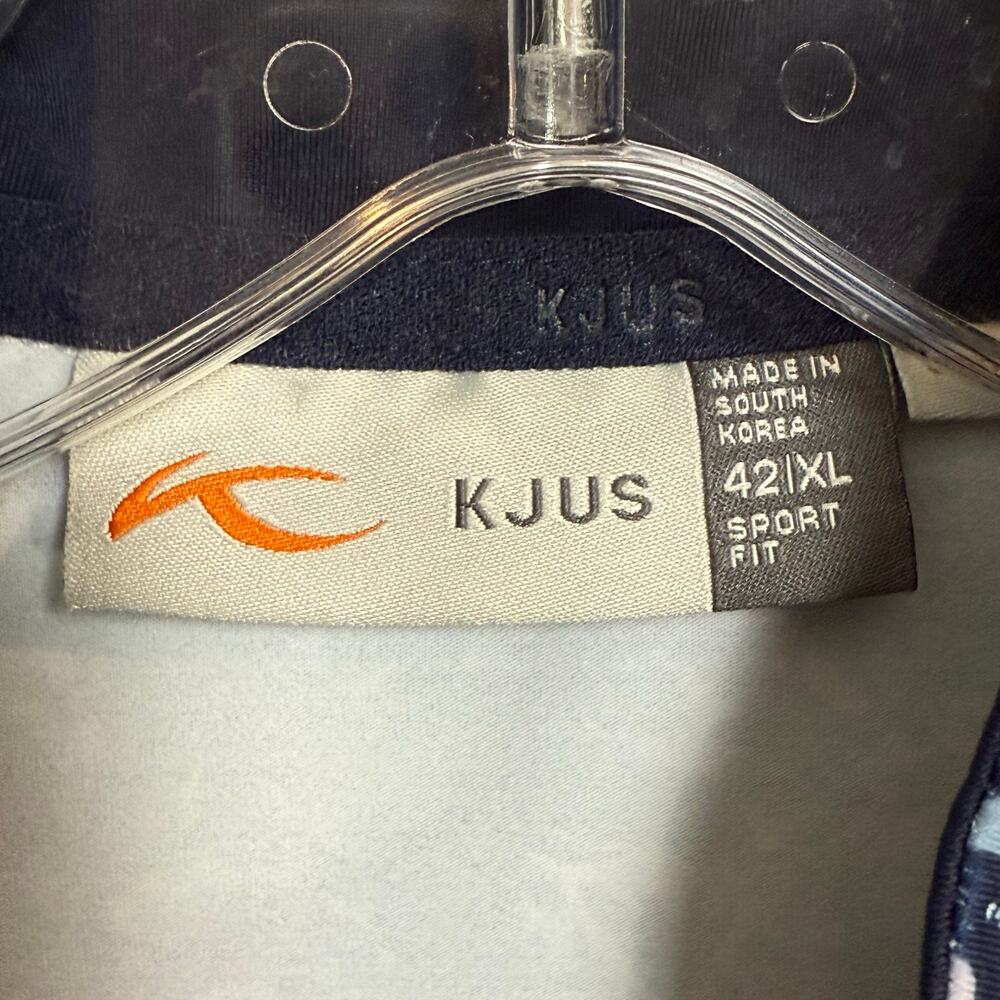 KJUS
KJUS
MADE IN
SOUTH
KOREA
42|XL
SPORT
FIT